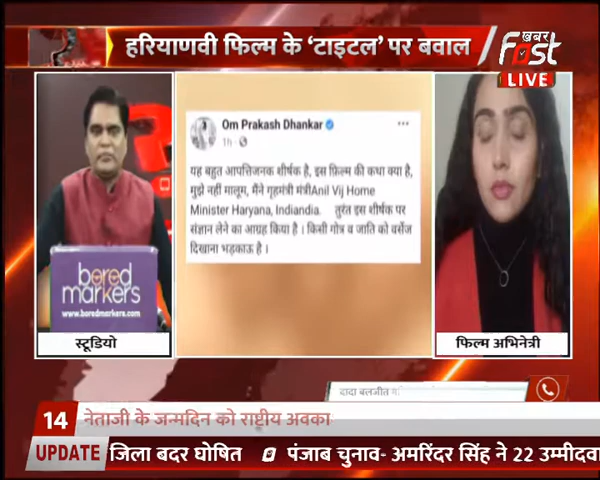 हरियाणवी फिल्म के ‘टाइटल’ पर बवाल
खबर
Fast
LIVE
Om Prakash Dhankar
1h
यह बहुत आपत्तिजनक शीर्षक है, इस फ़िल्म की कथा क्या है,
मुझे नहीं मालूम, मैंने गृहमंत्री मंत्रीAnil Vij Home
Minister Haryana, Indiandia. तुरंत इस शीर्षक पर
संज्ञान लेने का आग्रह किया है । किसी गोत्र व जाति को वर्सेज
दिखाना भड़काऊ है ।
bored
markers
www.boredmarkers.com
स्टूडियो
फिल्म अभिनेत्री
दादा बलजीत
14 नेताजी के जन्मदिन को राष्ट्रीय अवका
UPDATE जिला बदर घोषित पंजाब चुनाव- अमरिंदर सिंह ने 22 उम्मीदवा